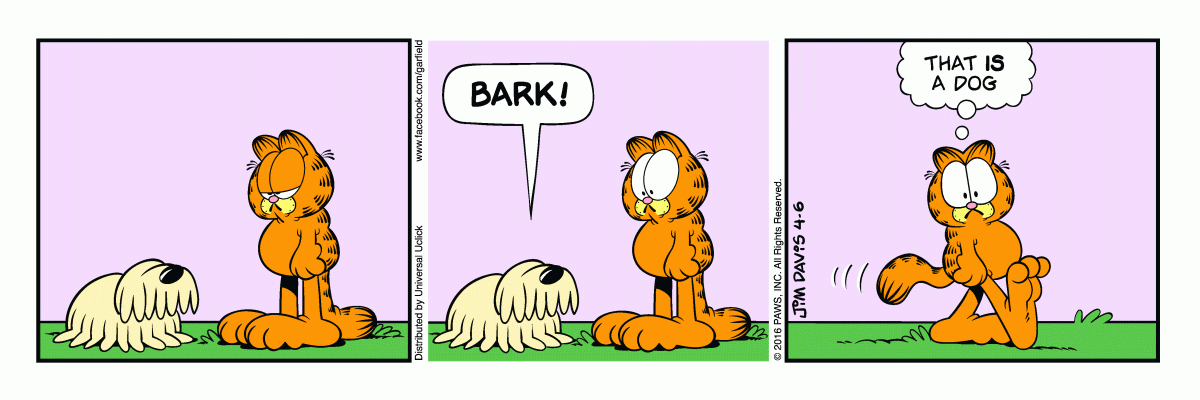 Distributed by Universal Uclick
www.facebook.com/garfield
BARK!
© 2016 PAWS, INC. All Rights Reserved.
JIM DAVIS 4-6
THAT IS
A DOG